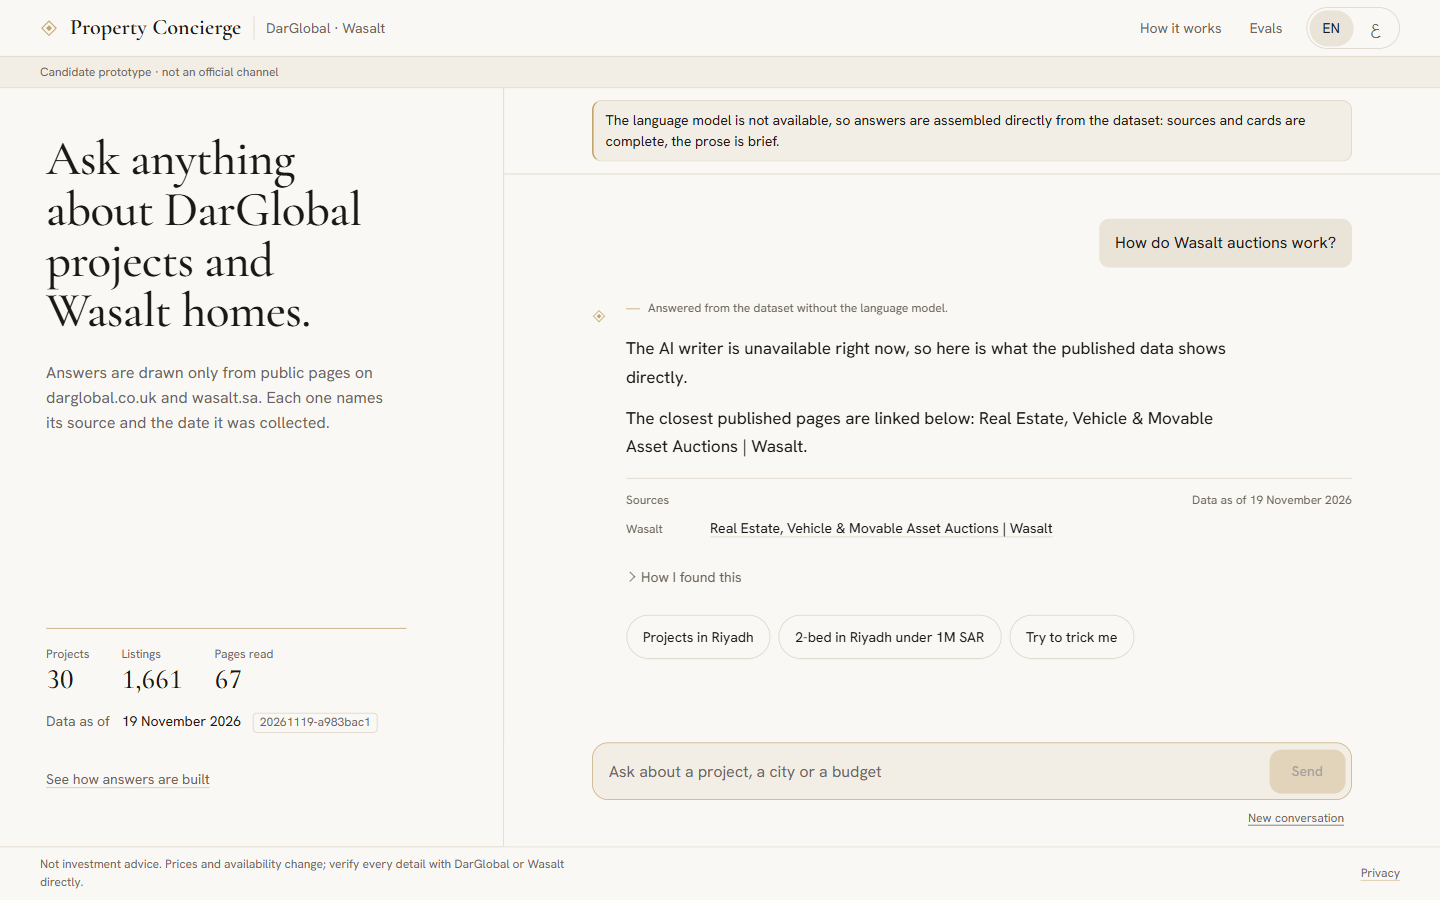 Property Concierge
DarGlobal · Wasalt
How it works
Evals
EN
ع
Candidate prototype · not an official channel
Ask anything
about DarGlobal
projects and
Wasalt homes.
Answers are drawn only from public pages on
darglobal.co.uk and wasalt.sa. Each one names
its source and the date it was collected.
Projects
30
Listings
1,661
Pages read
67
Data as of 19 November 2026 20261119-a983bac1
See how answers are built
The language model is not available, so answers are assembled directly from the dataset: sources and cards are
complete, the prose is brief.
How do Wasalt auctions work?
— Answered from the dataset without the language model.
The AI writer is unavailable right now, so here is what the published data shows
directly.
The closest published pages are linked below: Real Estate, Vehicle & Movable
Asset Auctions | Wasalt.
Sources
Data as of 19 November 2026
Wasalt
Real Estate, Vehicle & Movable Asset Auctions | Wasalt
How I found this
Projects in Riyadh
2-bed in Riyadh under 1M SAR
Try to trick me
Ask about a project, a city or a budget
Send
New conversation
Not investment advice. Prices and availability change; verify every detail with DarGlobal or Wasalt
directly.
Privacy